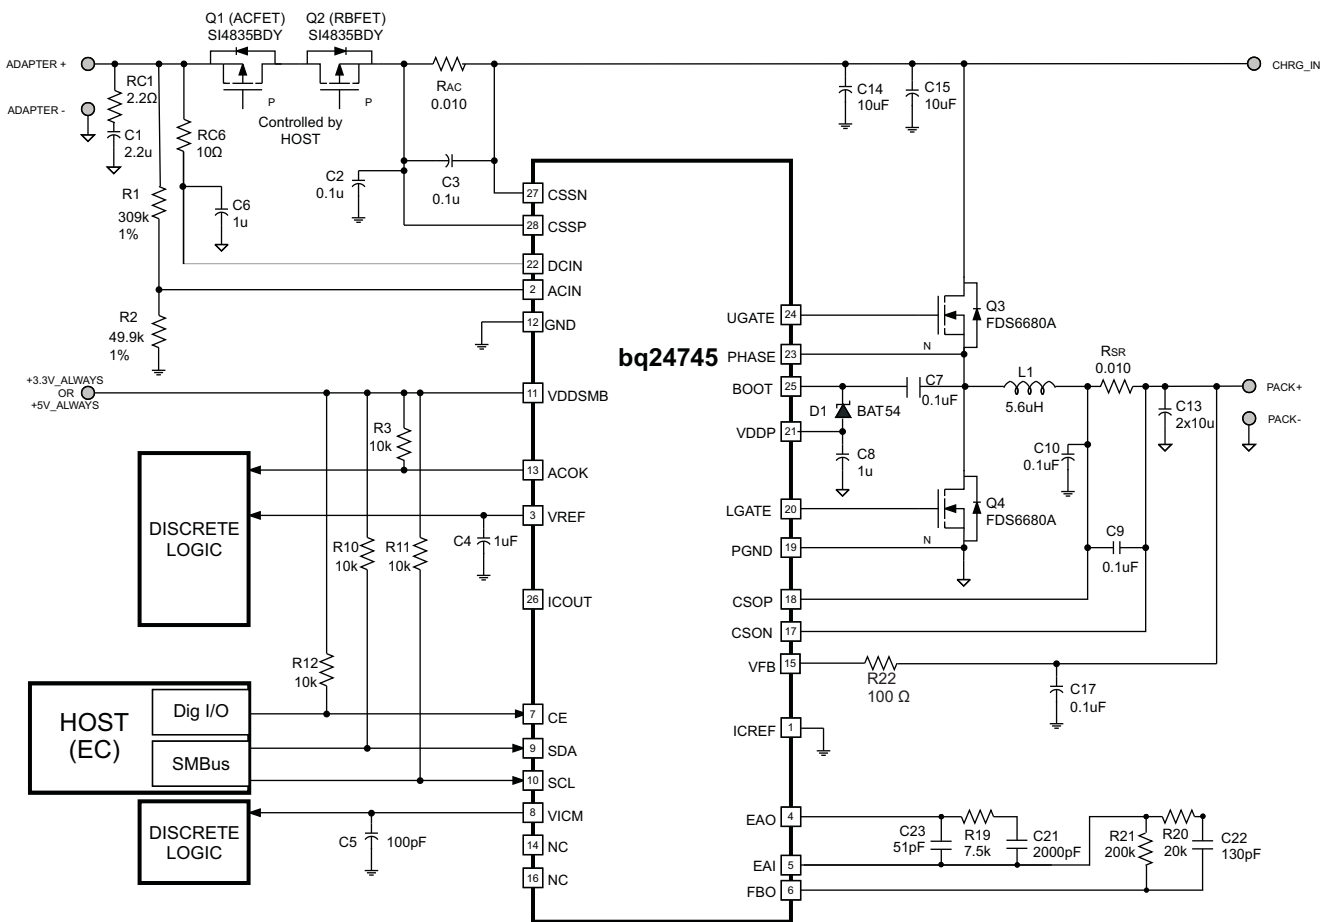 Q1 (ACFET)
SI4835BDY
Q2 (RBFET)
SI4835BDY
ADAPTER +
ADAPTER -
RC1
2.2Ω
C1
2.2u
RC6
10Ω
P
P
Controlled by
HOST
RAC
0.010
C14
10uF
C15
10uF
CHRG_IN
R1
309k
1%
C6
1u
C2
0.1u
C3
0.1u
R2
49.9k
1%
27 CSSN
28 CSSP
22 DCIN
2 ACIN
12 GND
bq24745
UGATE 24
PHASE 23
BOOT 25
VDDP 21
LGATE 20
PGND 19
CSOP 18
CSON 17
VFB 15
ICREF 1
EAO 4
EAI 5
FBO 6
Q3
FDS6680A
N
RSR
0.010
L1
5.6uH
C7
0.1uF
D1
BAT54
C8
1u
C10
0.1uF
C13
2x10u
PACK+
PACK-
Q4
FDS6680A
N
C9
0.1uF
R22
100 Ω
C17
0.1uF
+3.3V_ALWAYS
OR
+5V_ALWAYS
11 VDDSMB
R3
10k
13 ACOK
3 VREF
DISCRETE
LOGIC
C4
1uF
R10
10k
R11
10k
26 ICOUT
R12
10k
HOST
(EC)
Dig I/O
SMBus
7 CE
9 SDA
10 SCL
8 VICM
14 NC
16 NC
DISCRETE
LOGIC
C5
100pF
C23
51pF
R19
7.5k
C21
2000pF
R21
200k
R20
20k
C22
130pF